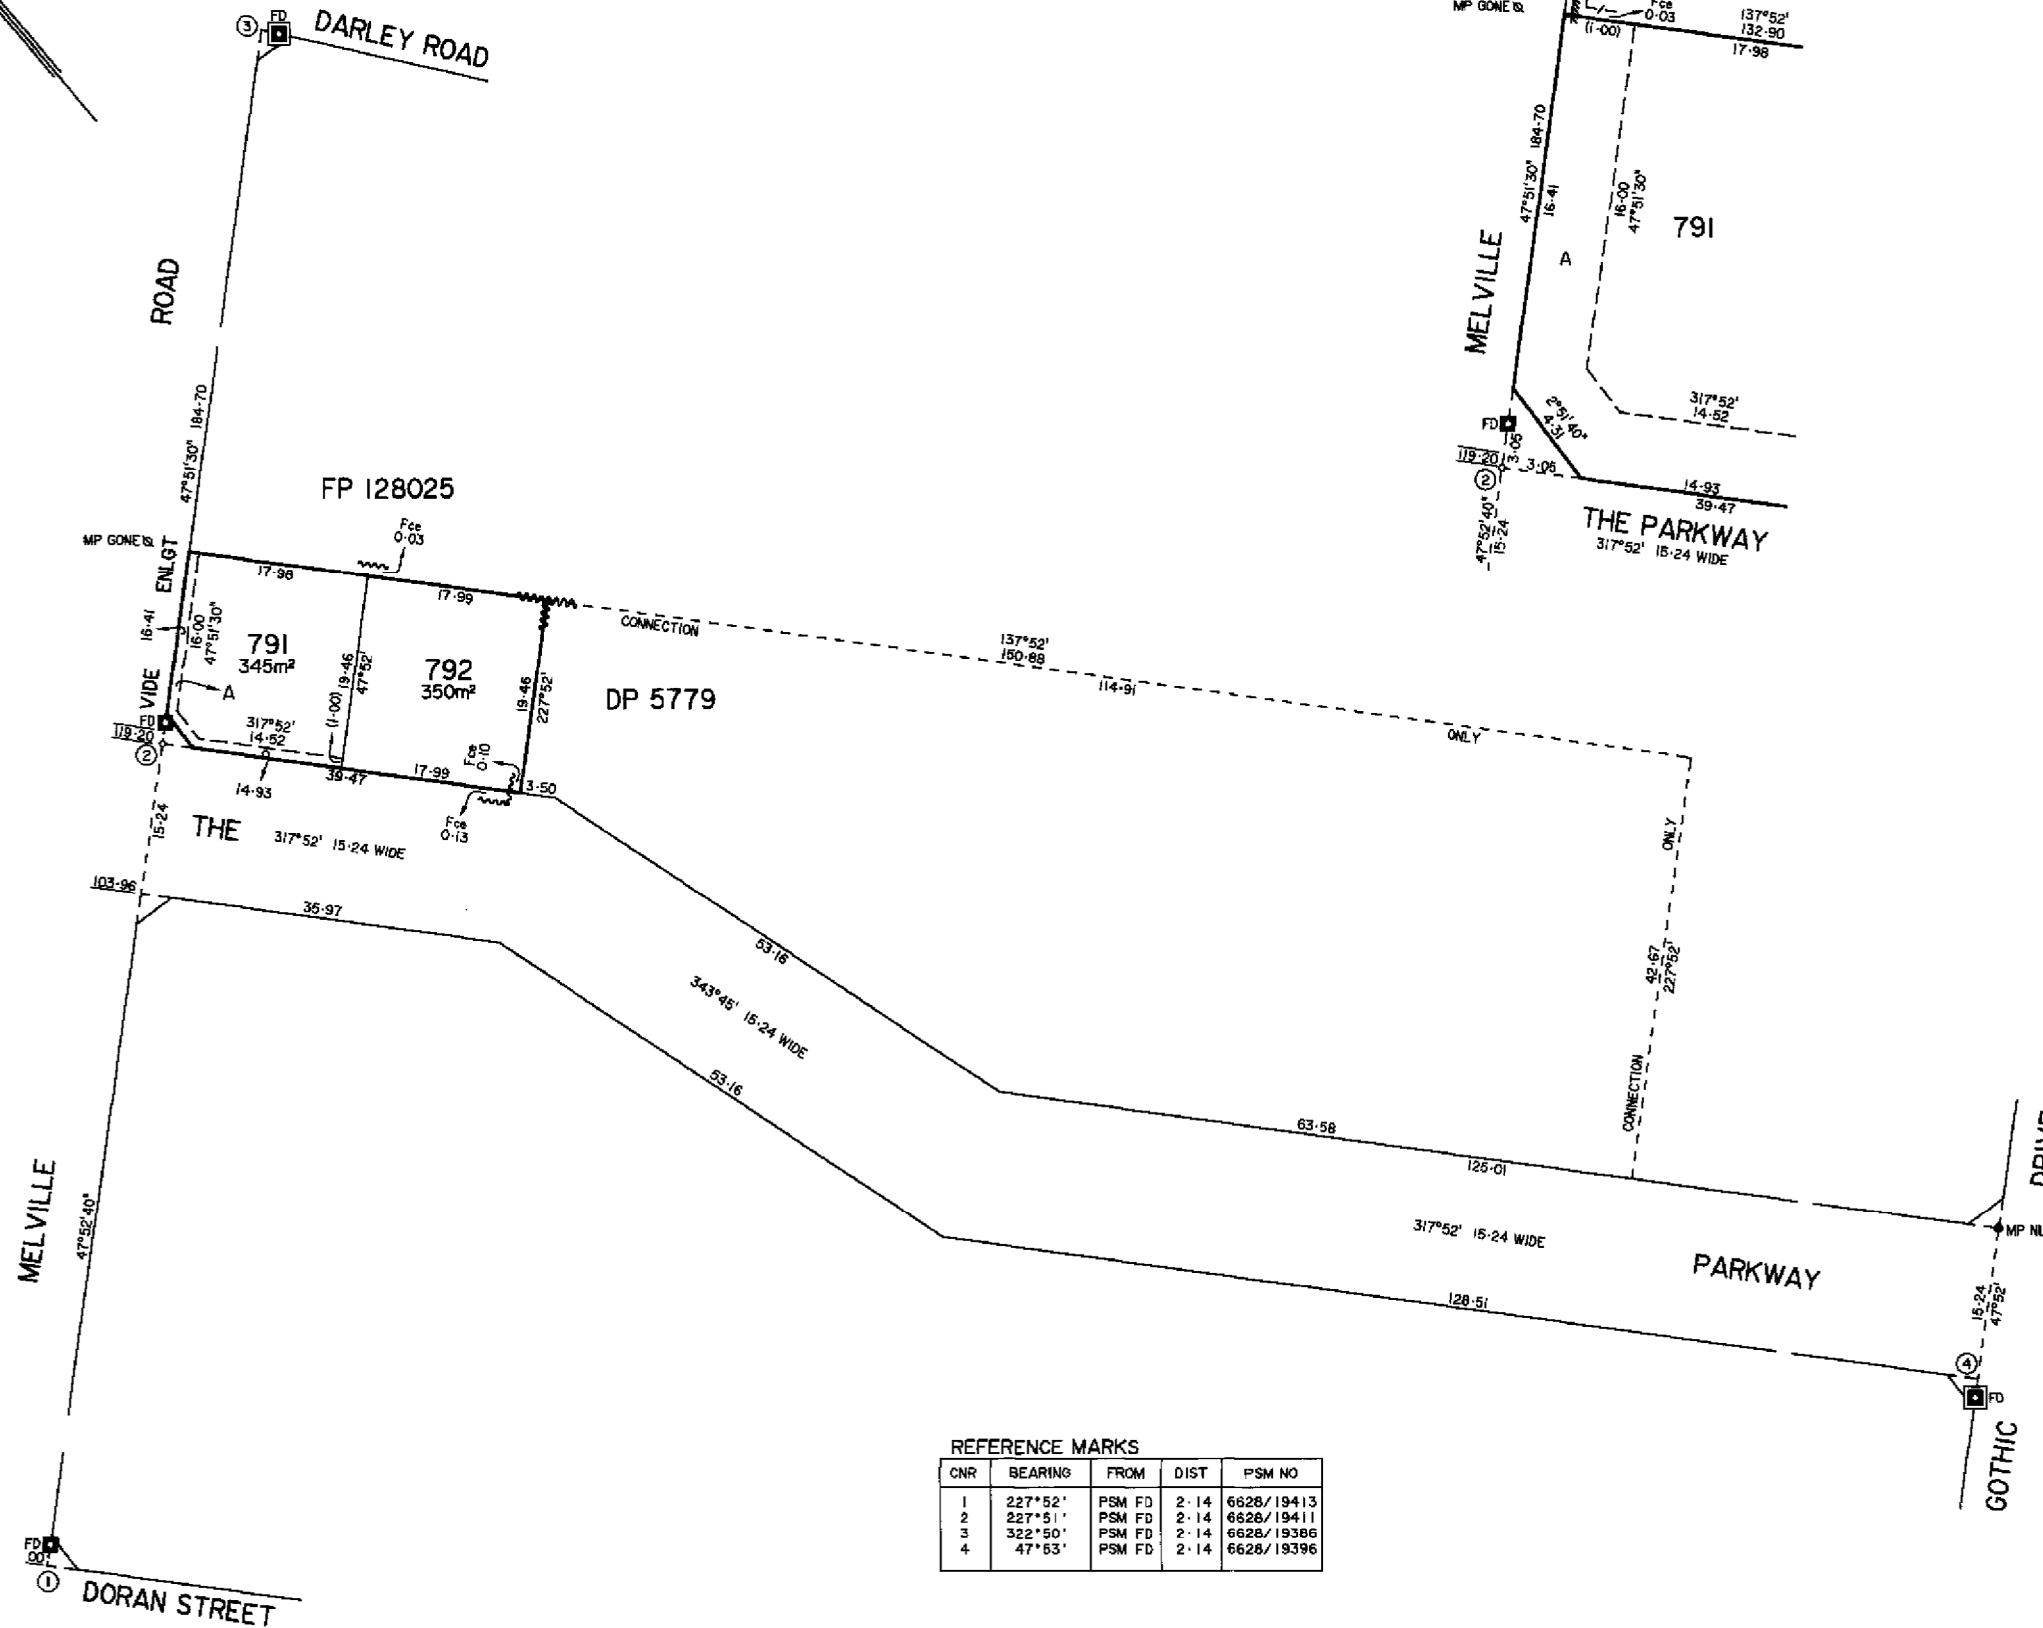 3
FD
DARLEY ROAD
ROAD
47°51'30" 184·70
FP 128025
MP GONE
VIDE ENLGT
Fce
0·03
17·98
17·99
16·41
16·00
47°51'30"
791
345m²
A
19·46
47°52'
(1·00)
792
350m²
19·46
227°52'
DP 5779
CONNECTION
137°52'
150·88
114·91
ONLY
FD
119·20
2
317°52'
14·52
14·93
39·47
17·99
Fce
0·10
3·50
Fce
0·13
15·24
THE
317°52' 15·24 WIDE
103·96
35·97
53·16
343°45' 15·24 WIDE
53·16
ONLY
42·67
227°52'
CONNECTION
63·58
125·01
317°52' 15·24 WIDE
PARKWAY
128·51
MELVILLE
47°52'40"
FD
00
1
DORAN STREET
DRIVE
MP
15·24
47°52'
4
FD
GOTHIC
MP GONE
Fce
0·03
(1·00)
137°52'
132·90
17·98
47°51'30" 184·70
16·41
16·00
47°51'30"
791
A
MELVILLE
2°51'40"
4·31
317°52'
14·52
FD
119·20
3·05
3·05
2
14·93
39·47
47°52'40"
15·24
THE PARKWAY
317°52' 15·24 WIDE
REFERENCE MARKS
CNR BEARING FROM DIST PSM NO
1 227°52' PSM FD 2·14 6628/19413
2 227°51' PSM FD 2·14 6628/19411
3 322°50' PSM FD 2·14 6628/19386
4 47°53' PSM FD 2·14 6628/19396